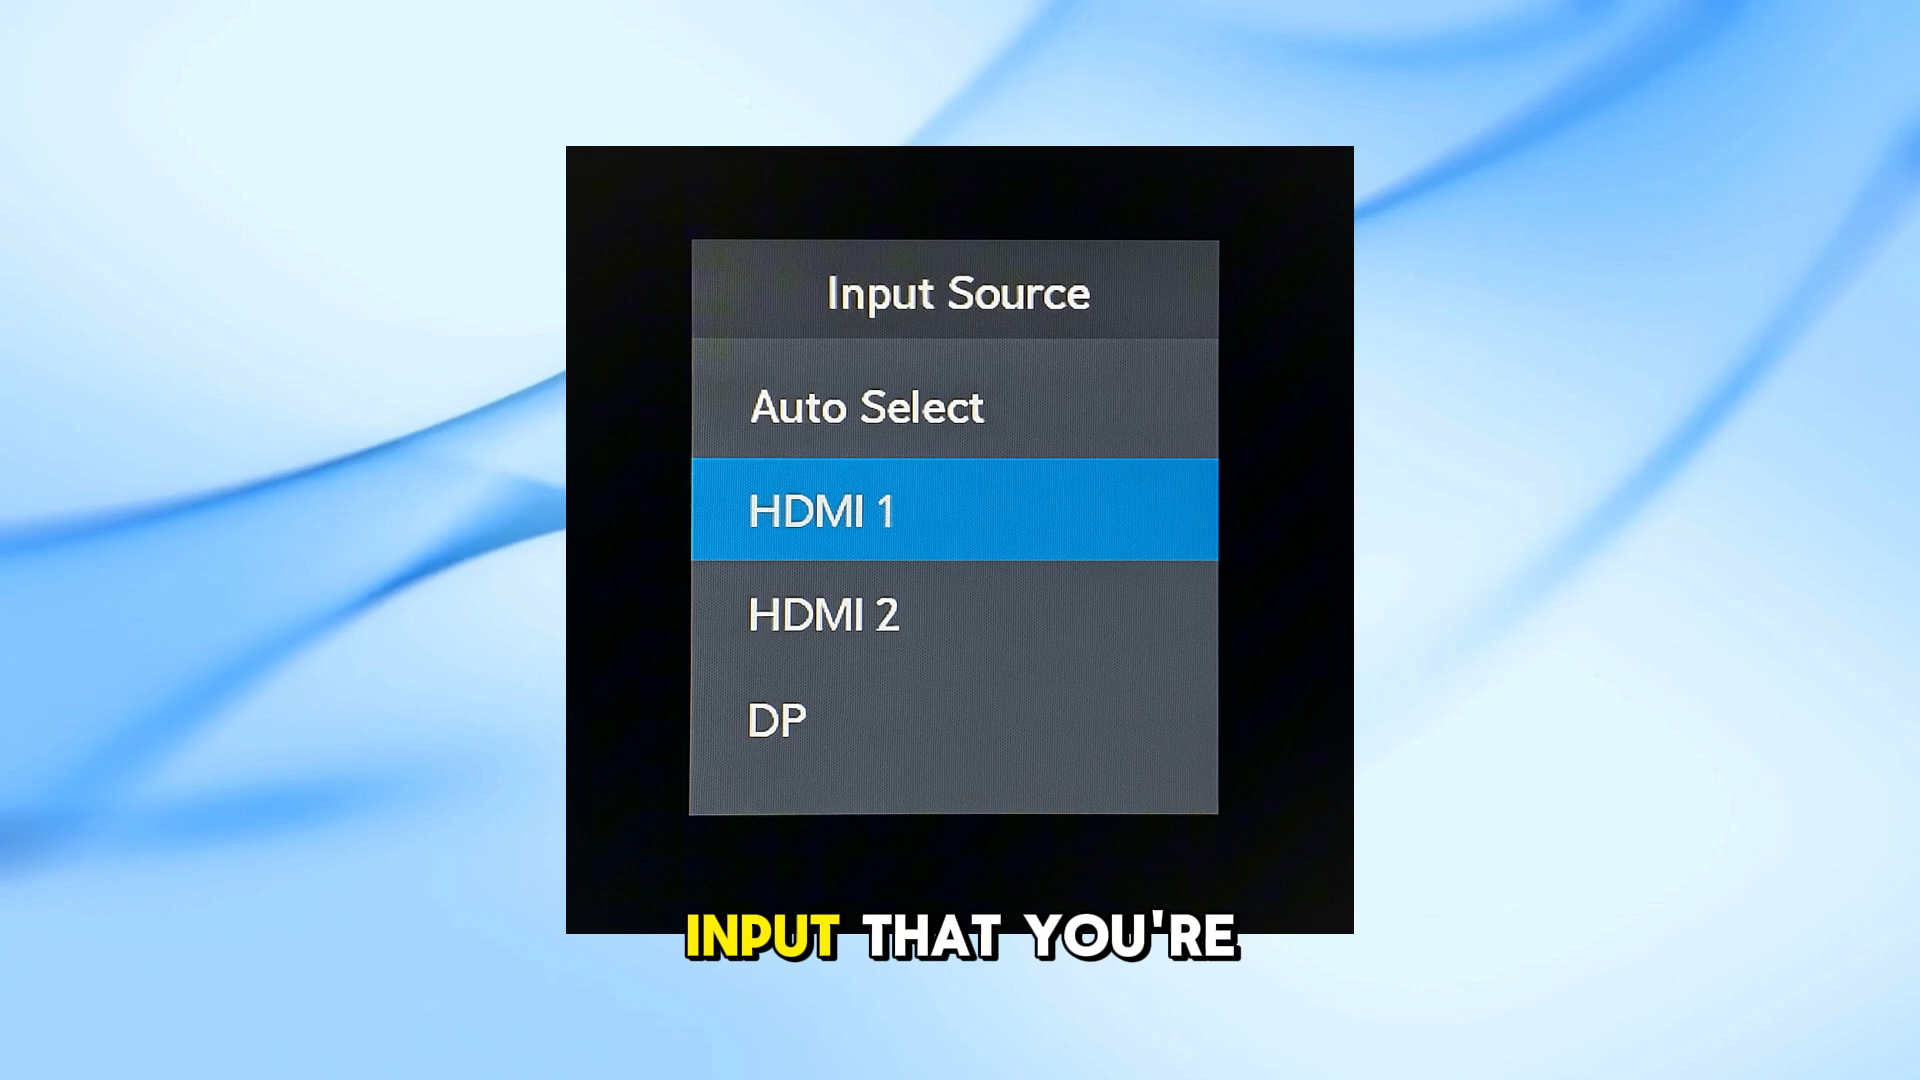 Input Source
Auto Select
HDMI 1
HDMI 2
DP
INPUT THAT YOU'RE